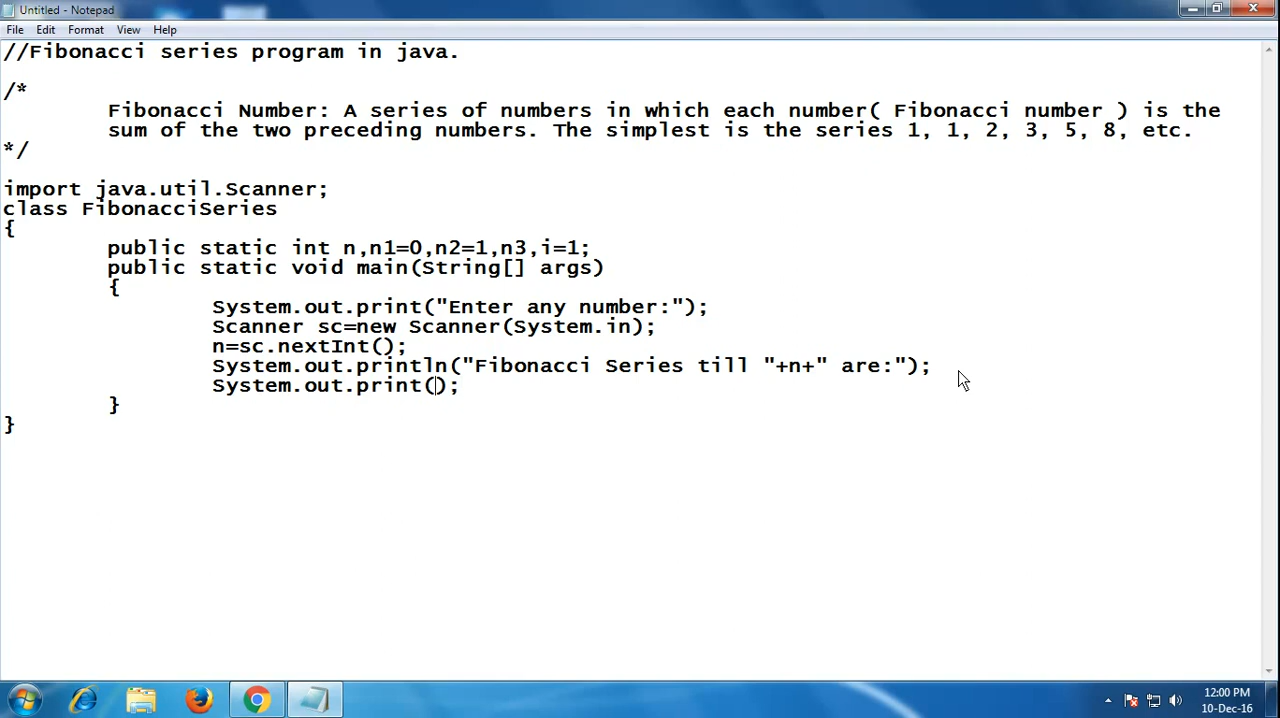 Untitled - Notepad
File Edit Format View Help
//Fibonacci series program in java.
/*
Fibonacci Number: A series of numbers in which each number( Fibonacci number ) is the
sum of the two preceding numbers. The simplest is the series 1, 1, 2, 3, 5, 8, etc.
*/
import java.util.Scanner;
class FibonacciSeries
{
public static int n,n1=0,n2=1,n3,i=1;
public static void main(String[] args)
{
System.out.print("Enter any number:");
Scanner sc=new Scanner(System.in);
n=sc.nextInt();
System.out.println("Fibonacci Series till "+n+" are:");
System.out.print();
}
}
12:00 PM
10-Dec-16